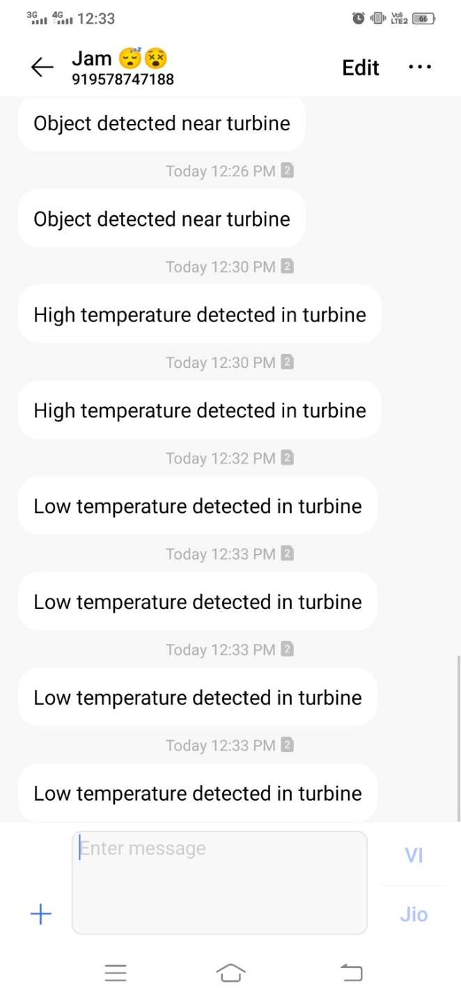 3G 4G 12:33 Vo)) LTE2 66
Jam 😴😵
919578747188
Edit ...
Object detected near turbine
Today 12:26 PM 2
Object detected near turbine
Today 12:30 PM 2
High temperature detected in turbine
Today 12:30 PM 2
High temperature detected in turbine
Today 12:32 PM 2
Low temperature detected in turbine
Today 12:33 PM 2
Low temperature detected in turbine
Today 12:33 PM 2
Low temperature detected in turbine
Today 12:33 PM 2
Low temperature detected in turbine
Enter message
VI
+
Jio